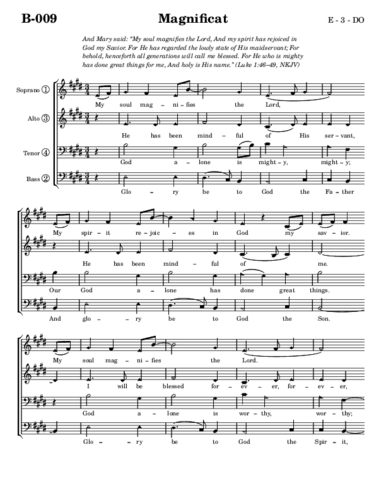 B-009 Magnificat E - 3 - DO
And Mary said: "My soul magnifies the Lord, And my spirit has rejoiced in
God my Savior. For He has regarded the lowly state of His maidservant; For
behold, henceforth all generations will call me blessed. For He who is mighty
has done great things for me, And holy is His name." (Luke 1:46–49, NKJV)
Soprano ①
My soul mag - ni - fies the Lord,
Alto ③
He has been mind - ful of His ser - vant,
Tenor ④
God a - lone is might - y, might - y;
Bass ②
Glo - ry be to God the Fa - ther
My spir - it re - joic - es in God my sav - ior.
He has been mind - ful of me.
Our God a - lone has done great things.
And glo - ry be to God the Son.
My soul mag - ni - fies the Lord.
I will be blessed for - ev - er, for - ev - er,
God a - lone is wor - thy, wor - thy;
Glo - ry be to God the Spir - it,